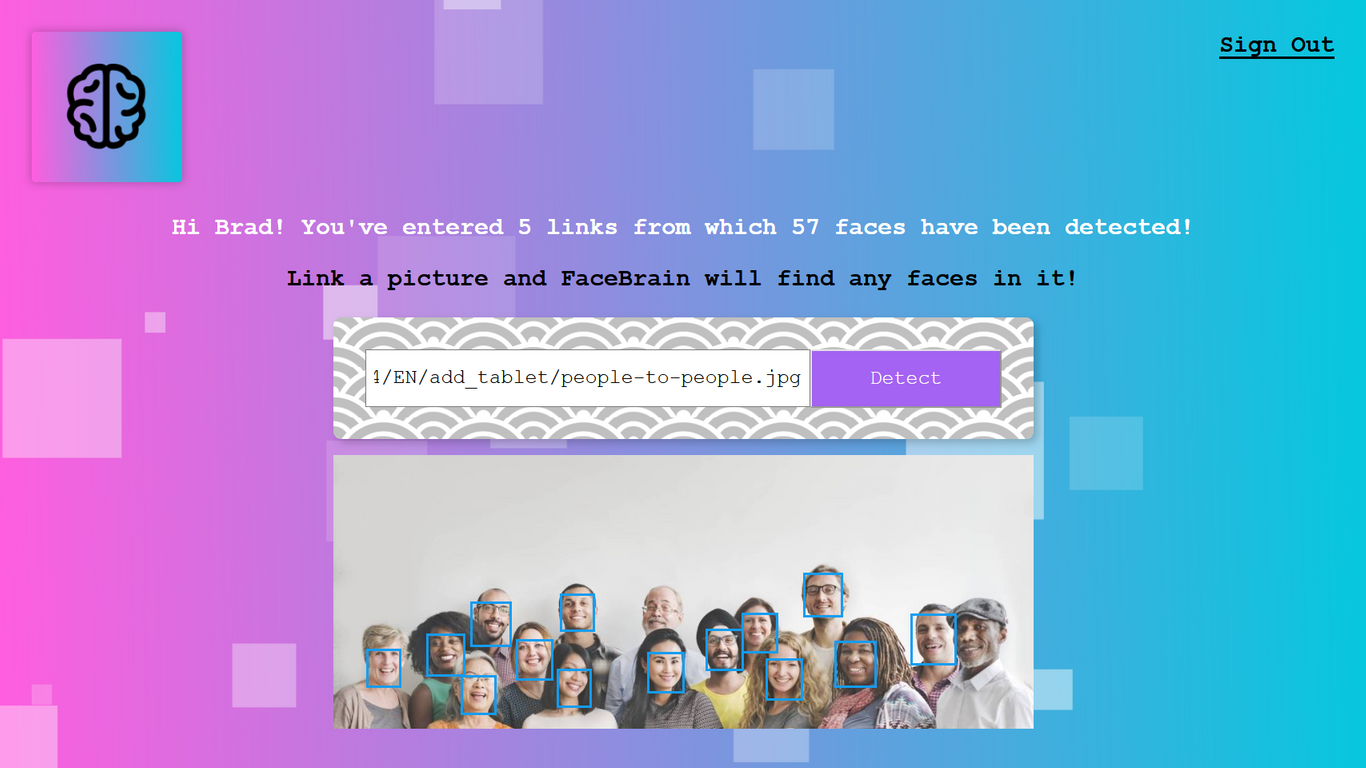 Sign Out
Hi Brad! You've entered 5 links from which 57 faces have been detected!
Link a picture and FaceBrain will find any faces in it!
/EN/add_tablet/people-to-people.jpg
Detect